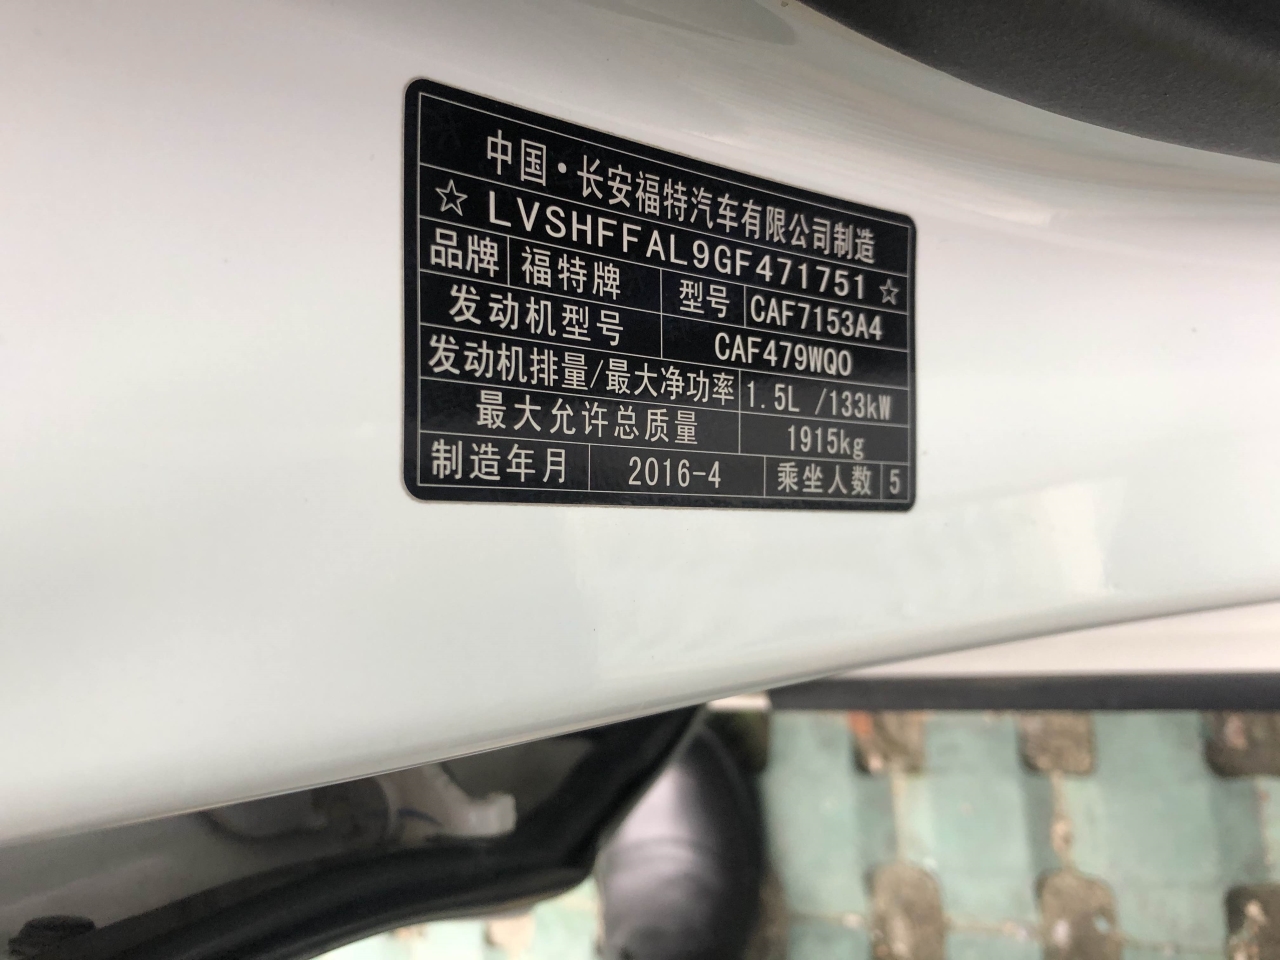 中国·长安福特汽车有限公司制造
☆ LVSHFFAL9GF471751 ☆
品牌 福特牌 型号 CAF7153A4
发动机型号 CAF479WQ0
发动机排量/最大净功率 1.5L /133kW
最大允许总质量 1915kg
制造年月 2016-4 乘坐人数 5